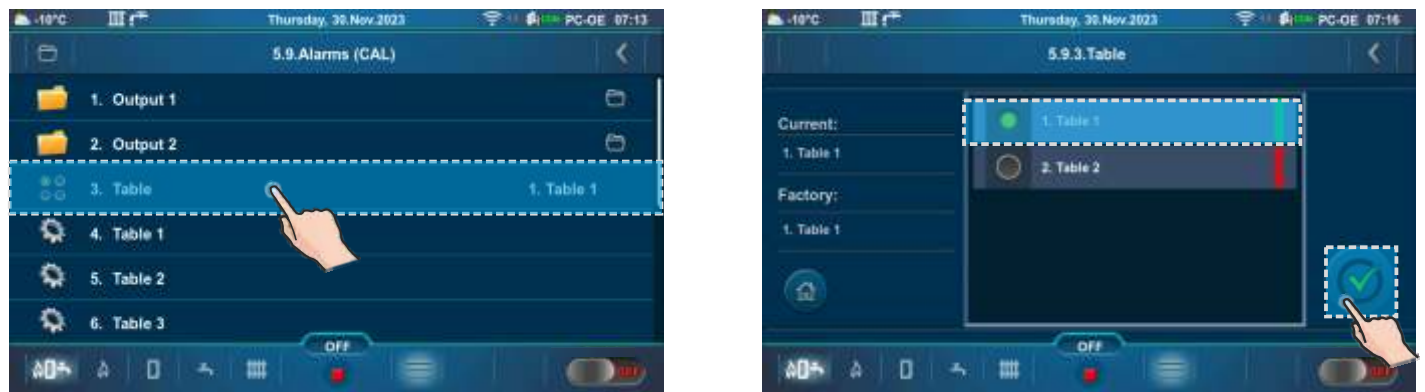 -10°C Thursday, 30.Nov.2023 PC-OE 07:13
5.9.Alarms (CAL)
1. Output 1
2. Output 2
3. Table 1. Table 1
4. Table 1
5. Table 2
6. Table 3
OFF
OFF
-10°C Thursday, 30.Nov.2023 PC-OE 07:16
5.9.3.Table
Current:
1. Table 1
Factory:
1. Table 1
1. Table 1
2. Table 2
OFF
OFF